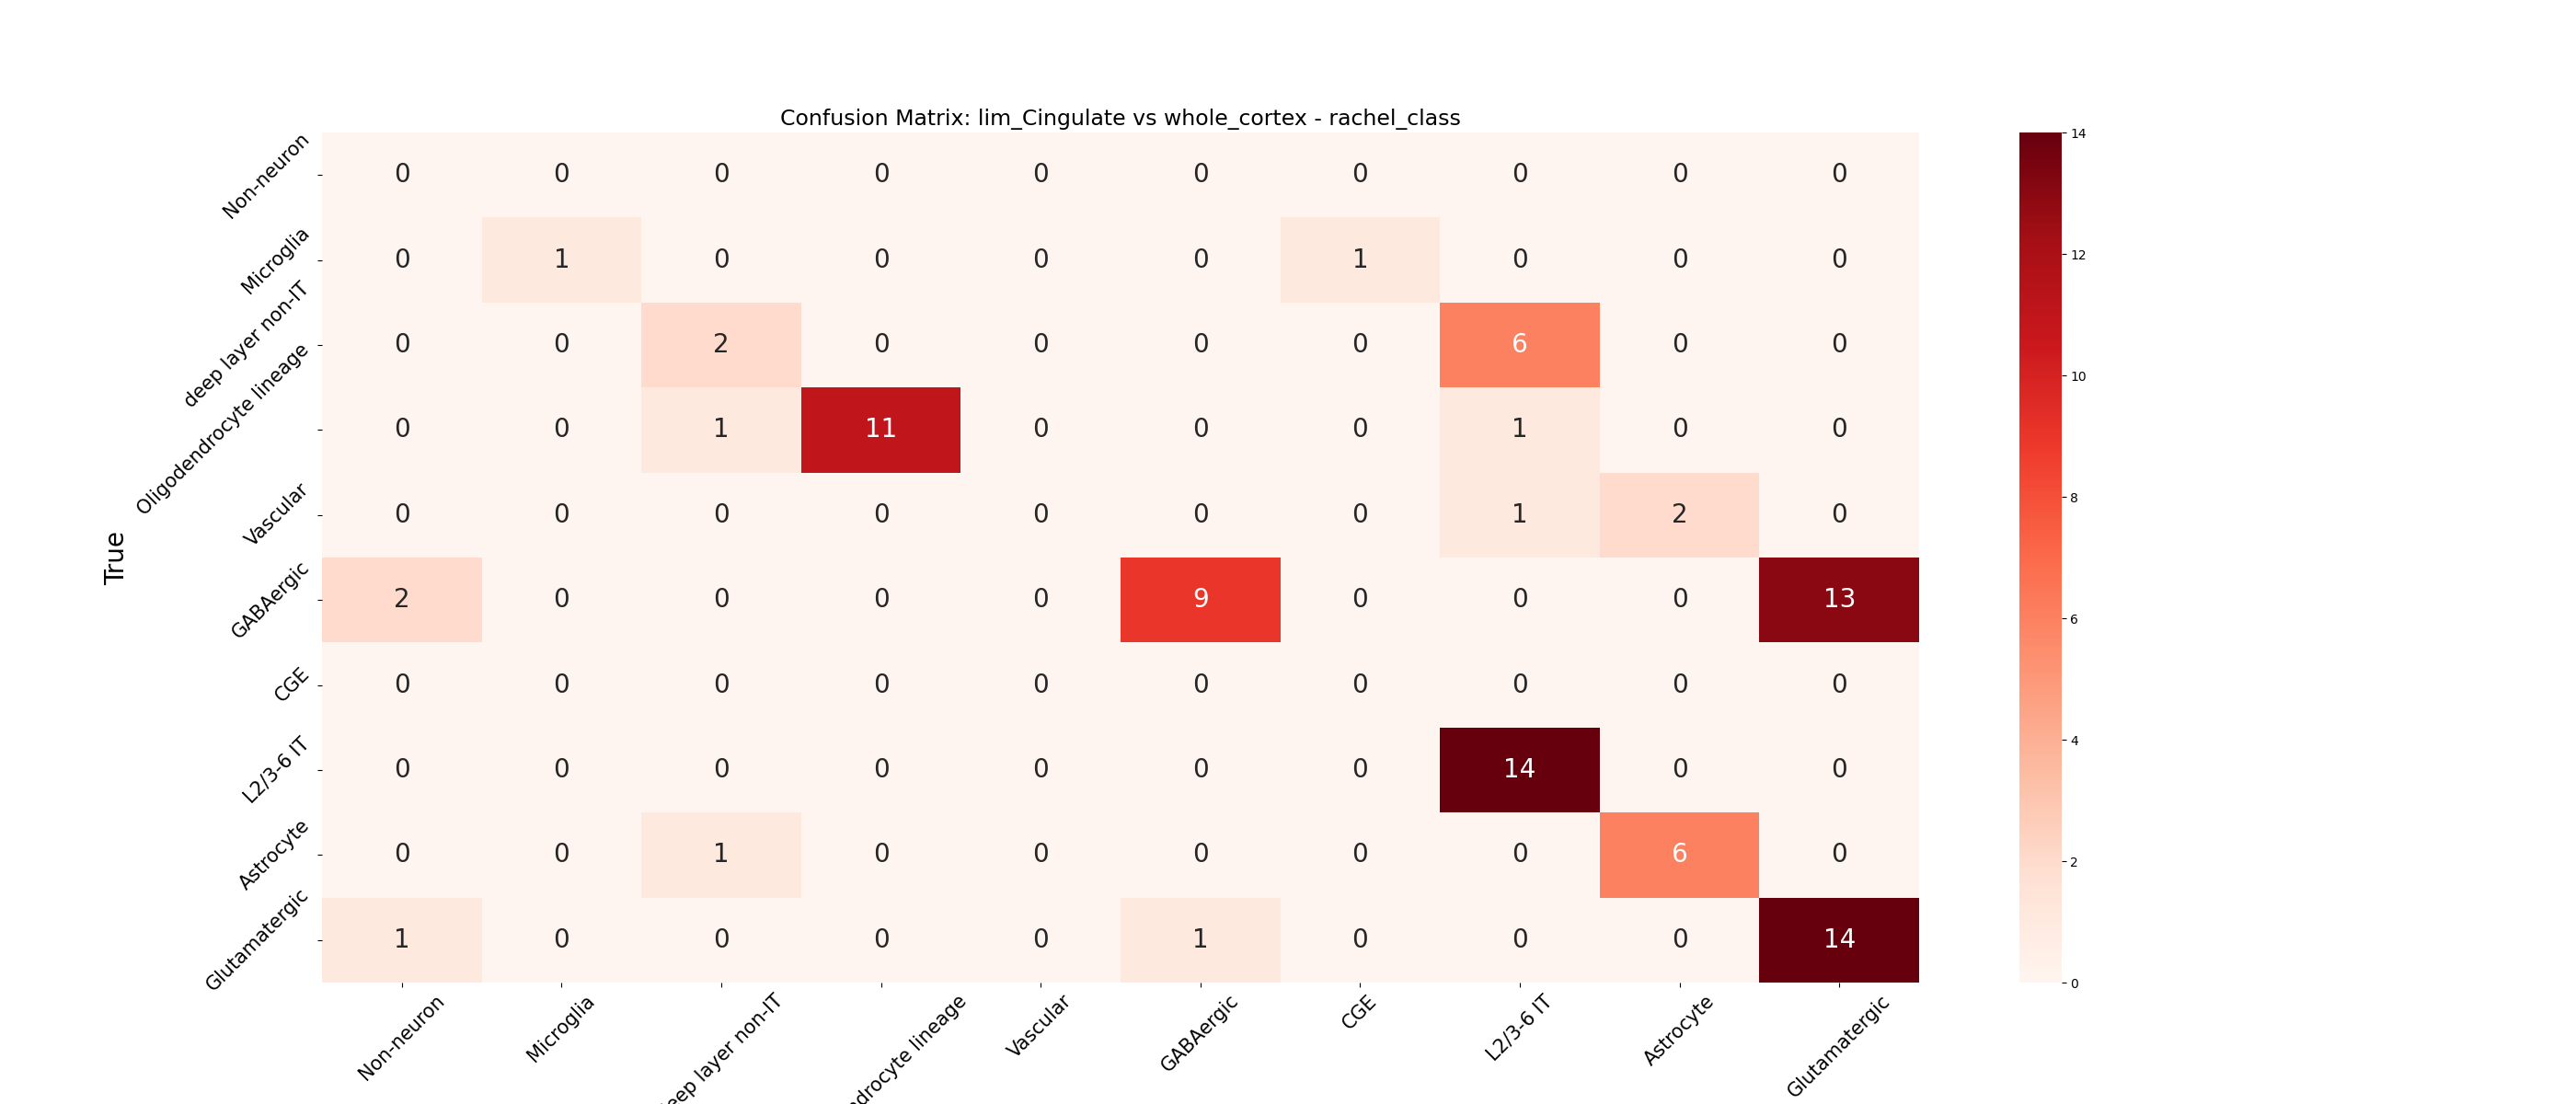 Confusion Matrix: lim_Cingulate vs whole_cortex - rachel_class
True
Non-neuron 0 0 0 0 0 0 0 0 0 0
Microglia 0 1 0 0 0 0 1 0 0 0
deep layer non-IT 0 0 2 0 0 0 0 6 0 0
Oligodendrocyte lineage 0 0 1 11 0 0 0 1 0 0
Vascular 0 0 0 0 0 0 0 1 2 0
GABAergic 2 0 0 0 0 9 0 0 0 13
CGE 0 0 0 0 0 0 0 0 0 0
L2/3-6 IT 0 0 0 0 0 0 0 14 0 0
Astrocyte 0 0 1 0 0 0 0 0 6 0
Glutamatergic 1 0 0 0 0 1 0 0 0 14
Non-neuron
Microglia
layer non-IT
lineage
Vascular
GABAergic
CGE
L2/3-6 IT
Astrocyte
Glutamatergic
14
12
10
8
6
4
2
0